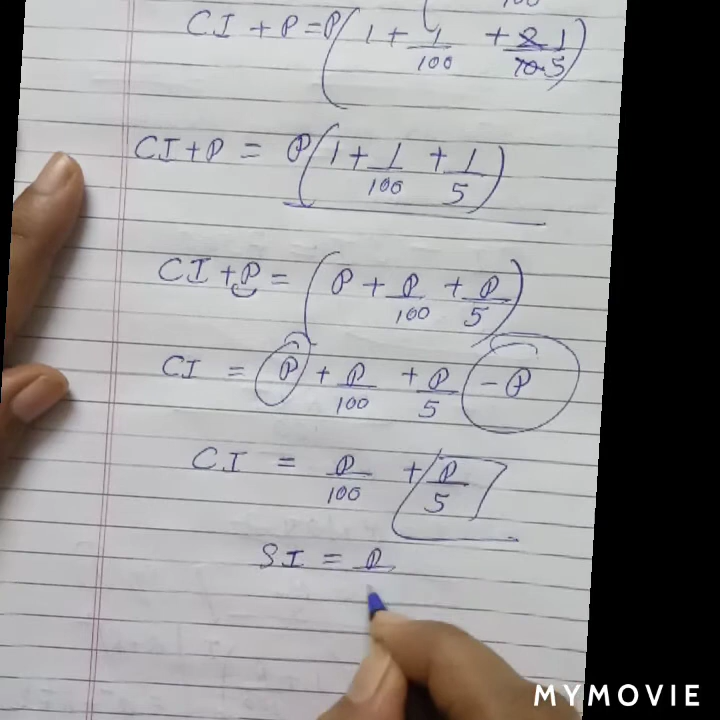 100
CI + P = P(1 + 1/100 + 2 1/10 5)
CI + P = P(1 + 1/100 + 1/5)
CI + P = (P + P/100 + P/5)
CI = P + P/100 + P/5 - P
CI = P/100 + P/5
SI = P
MYMOVIE